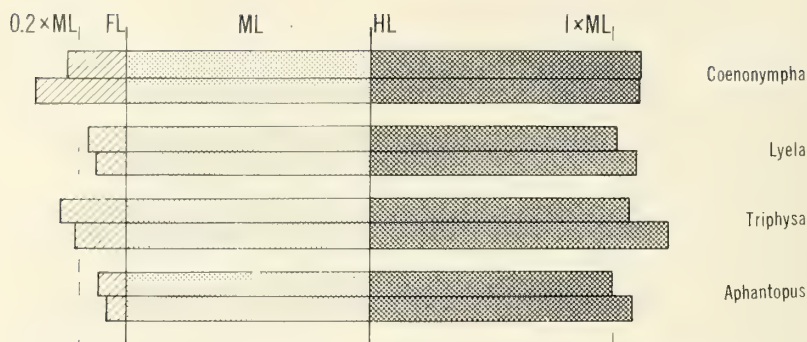 0.2×ML FL ML HL 1×ML
Coenonympha
Lyela
Triphysa
Aphantopus